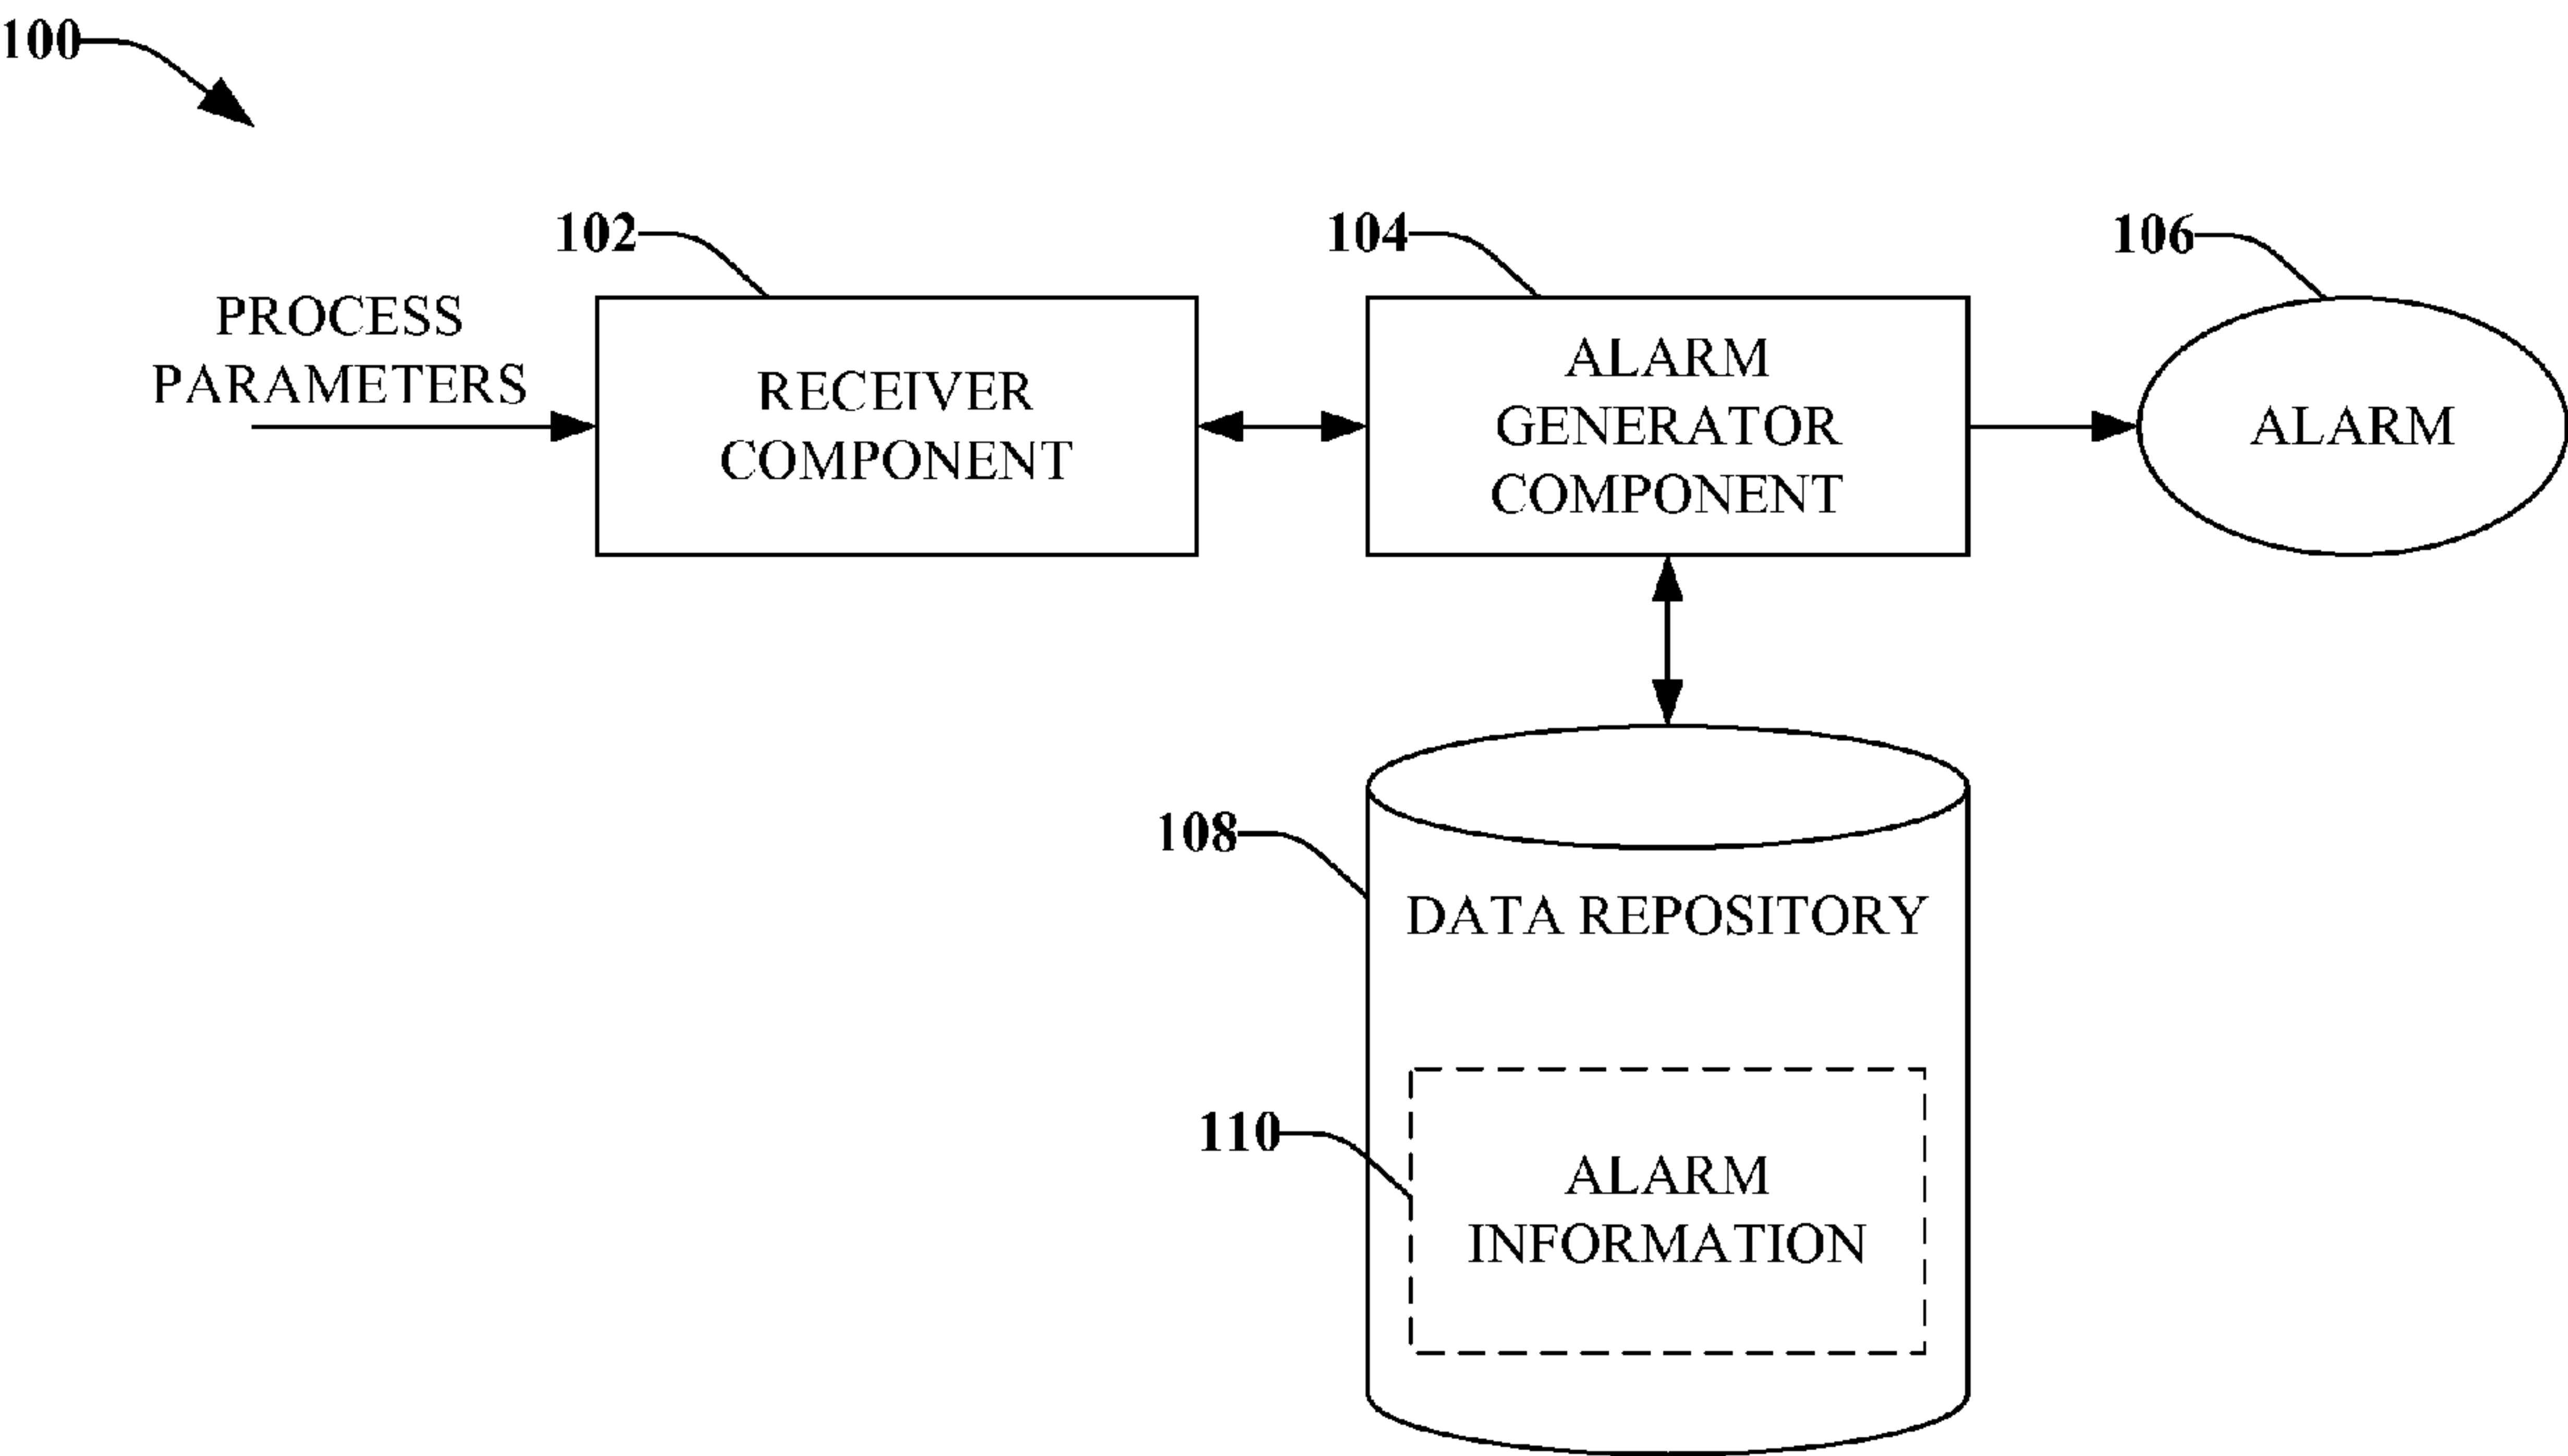 100
102
104
106
PROCESS
PARAMETERS
RECEIVER
COMPONENT
ALARM
GENERATOR
COMPONENT
ALARM
108
DATA REPOSITORY
110
ALARM
INFORMATION